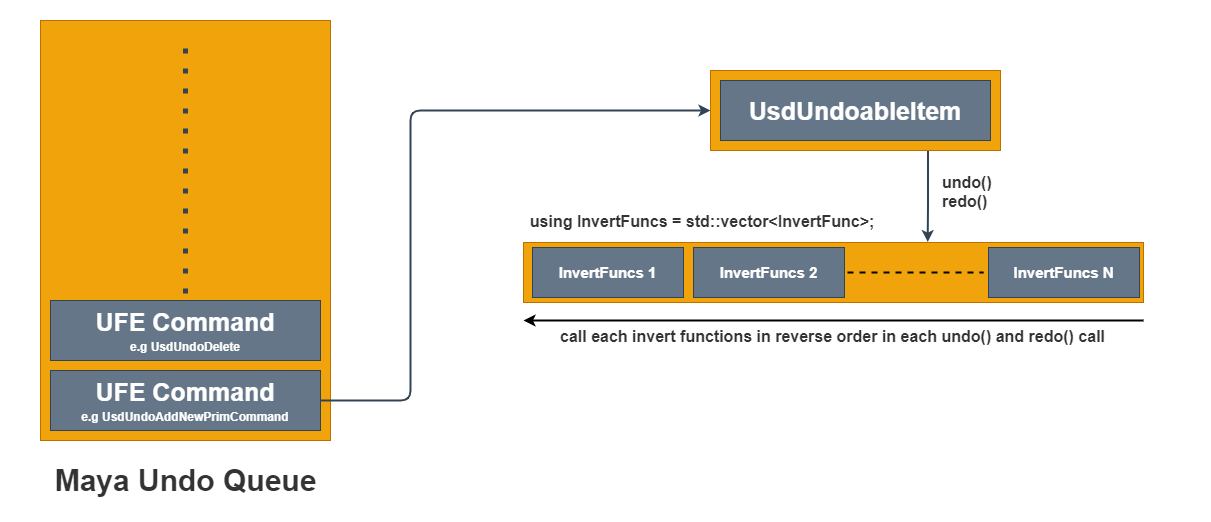 UsdUndoableItem
undo()
redo()
using InvertFuncs = std::vector<InvertFunc>;
InvertFuncs 1
InvertFuncs 2
InvertFuncs N
call each invert functions in reverse order in each undo() and redo() call
UFE Command
e.g UsdUndoDelete
UFE Command
e.g UsdUndoAddNewPrimCommand
Maya Undo Queue